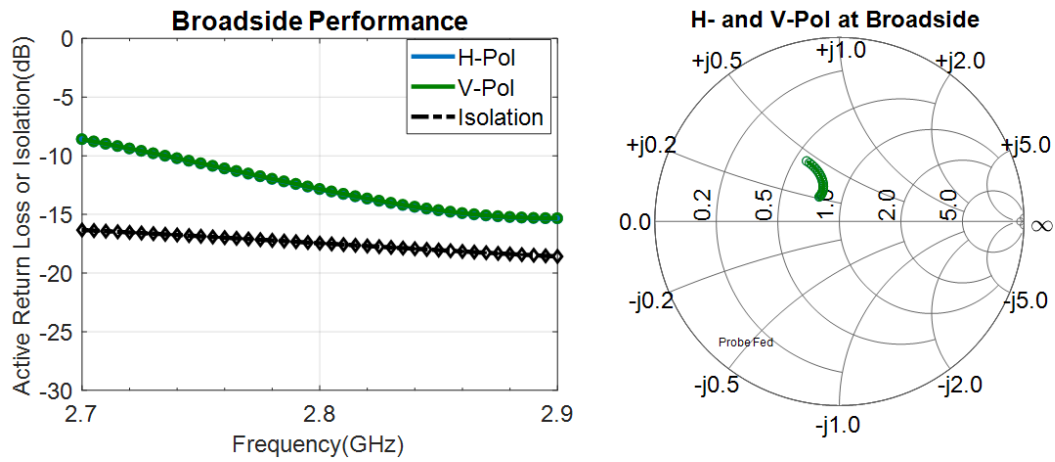 Broadside Performance
Active Return Loss or Isolation(dB)
0
-5
-10
-15
-20
-25
-30
H-Pol
V-Pol
Isolation
2.7
2.8
2.9
Frequency(GHz)
H- and V-Pol at Broadside
+j1.0
+j0.5
+j2.0
+j0.2
+j5.0
0.0
0.2
0.5
1.0
2.0
5.0
∞
-j0.2
-j5.0
Probe Fed
-j0.5
-j2.0
-j1.0